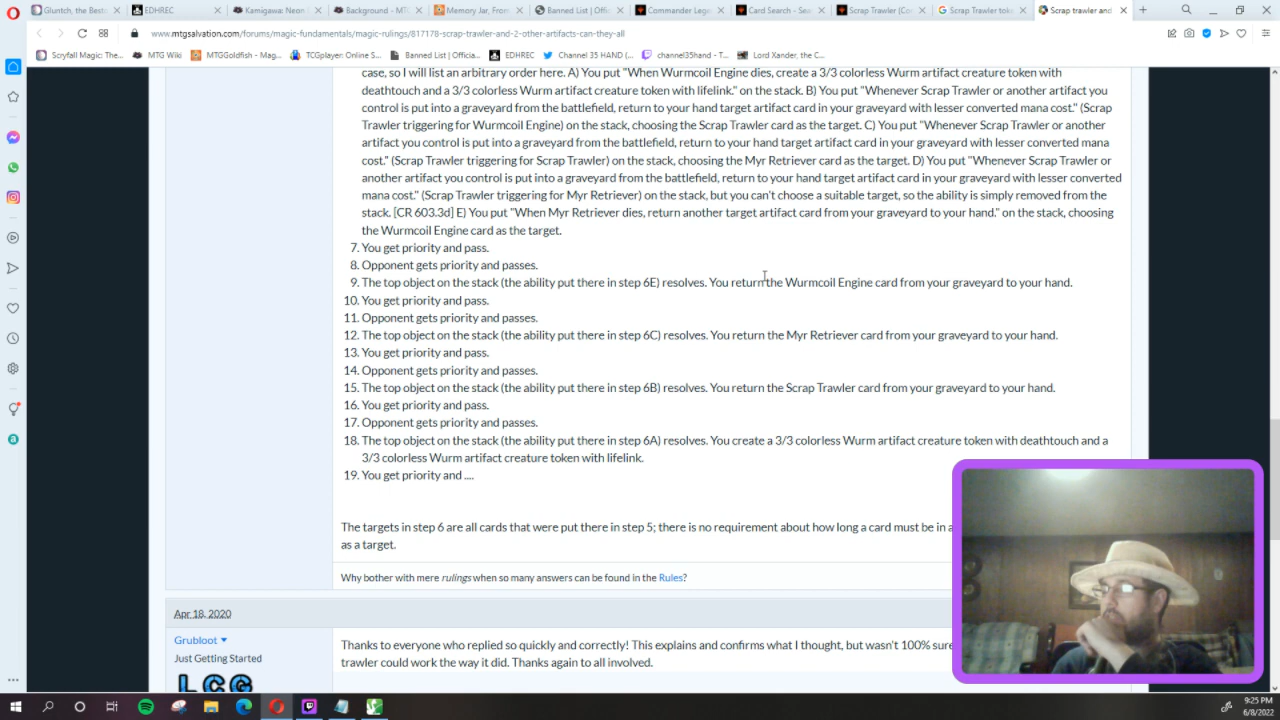 Gluntch, the Beste
EDHREC
Kamigawa: Neon
Background - MT
Memory Jar, From
Banned List | Offic
Commander Lege
Card Search - Sea
Scrap Trawler (Co
Scrap Trawler tok
Scrap trawler and
www.mtgsalvation.com/forums/magic-fundamentals/magic-rulings/817178-scrap-trawler-and-2-other-artifacts-can-they-all
Scryfall Magic: The...
MTG Wiki
MTGGoldfish - Mag...
TCGplayer: Online S...
Banned List | Officia...
EDHREC
Channel 35 HAND (...
channel35hand - T...
Lord Xander, the C...
case, so I will list an arbitrary order here. A) You put "When Wurmcoil Engine dies, create a 3/3 colorless Wurm artifact creature token with
deathtouch and a 3/3 colorless Wurm artifact creature token with lifelink." on the stack. B) You put "Whenever Scrap Trawler or another artifact you
control is put into a graveyard from the battlefield, return to your hand target artifact card in your graveyard with lesser converted mana cost." (Scrap
Trawler triggering for Wurmcoil Engine) on the stack, choosing the Scrap Trawler card as the target. C) You put "Whenever Scrap Trawler or another
artifact you control is put into a graveyard from the battlefield, return to your hand target artifact card in your graveyard with lesser converted mana
cost." (Scrap Trawler triggering for Scrap Trawler) on the stack, choosing the Myr Retriever card as the target. D) You put "Whenever Scrap Trawler or
another artifact you control is put into a graveyard from the battlefield, return to your hand target artifact card in your graveyard with lesser converted
mana cost." (Scrap Trawler triggering for Myr Retriever) on the stack, but you can't choose a suitable target, so the ability is simply removed from the
stack. [CR 603.3d] E) You put "When Myr Retriever dies, return another target artifact card from your graveyard to your hand." on the stack, choosing
the Wurmcoil Engine card as the target.
7. You get priority and pass.
8. Opponent gets priority and passes.
9. The top object on the stack (the ability put there in step 6E) resolves. You return the Wurmcoil Engine card from your graveyard to your hand.
10. You get priority and pass.
11. Opponent gets priority and passes.
12. The top object on the stack (the ability put there in step 6C) resolves. You return the Myr Retriever card from your graveyard to your hand.
13. You get priority and pass.
14. Opponent gets priority and passes.
15. The top object on the stack (the ability put there in step 6B) resolves. You return the Scrap Trawler card from your graveyard to your hand.
16. You get priority and pass.
17. Opponent gets priority and passes.
18. The top object on the stack (the ability put there in step 6A) resolves. You create a 3/3 colorless Wurm artifact creature token with deathtouch and a
3/3 colorless Wurm artifact creature token with lifelink.
19. You get priority and ....
The targets in step 6 are all cards that were put there in step 5; there is no requirement about how long a card must be in a
as a target.
Why bother with mere rulings when so many answers can be found in the Rules?
Apr 18, 2020
Grubloot
Just Getting Started
LCG
Thanks to everyone who replied so quickly and correctly! This explains and confirms what I thought, but wasn't 100% sure
trawler could work the way it did. Thanks again to all involved.
9:25 PM
6/8/2022